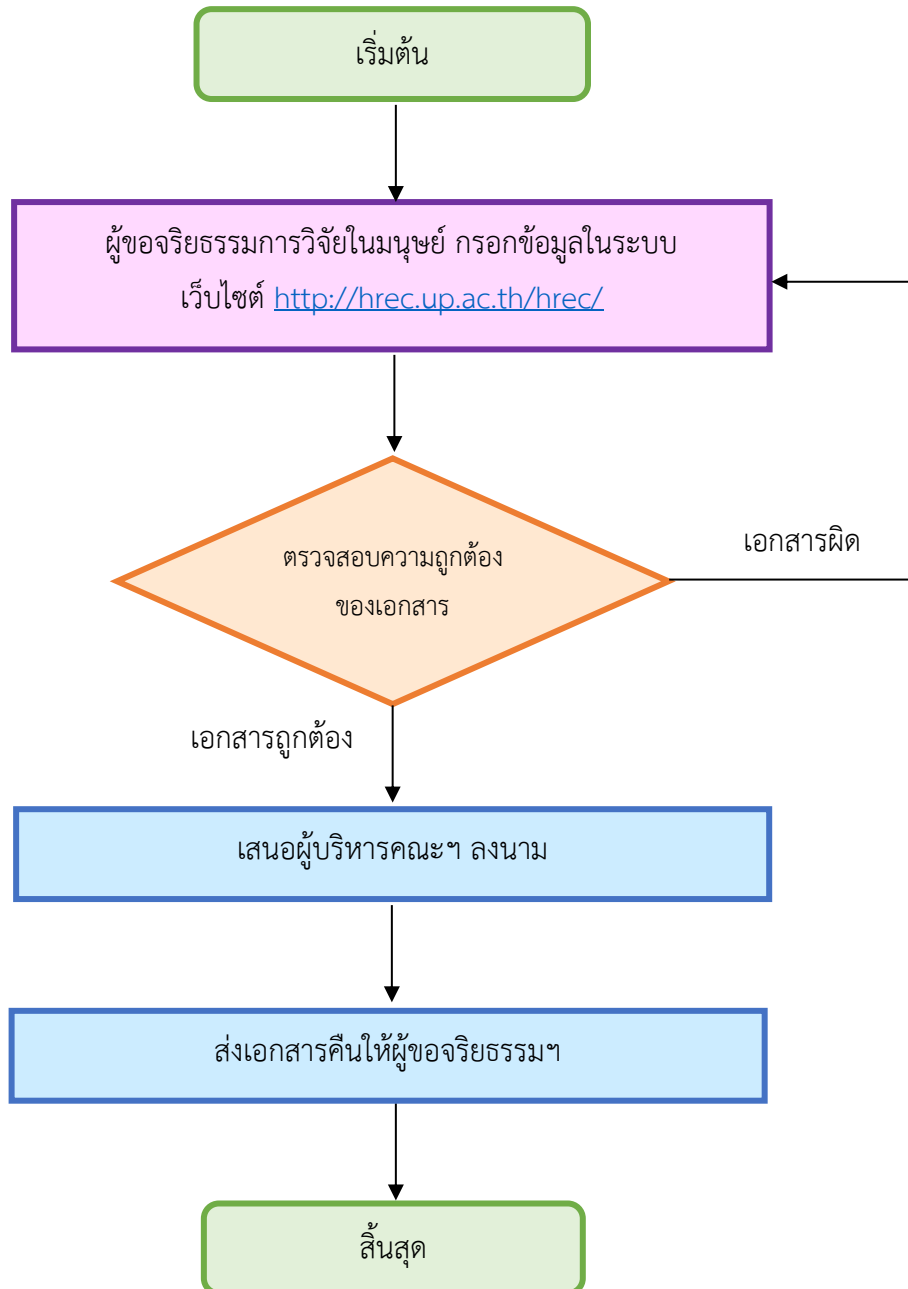 เริ่มต้น
ผู้ขอจริยธรรมการวิจัยในมนุษย์ กรอกข้อมูลในระบบ
เว็บไซต์ http://hrec.up.ac.th/hrec/
ตรวจสอบความถูกต้อง
ของเอกสาร
เอกสารผิด
เอกสารถูกต้อง
เสนอผู้บริหารคณะฯ ลงนาม
ส่งเอกสารคืนให้ผู้ขอจริยธรรมฯ
สิ้นสุด